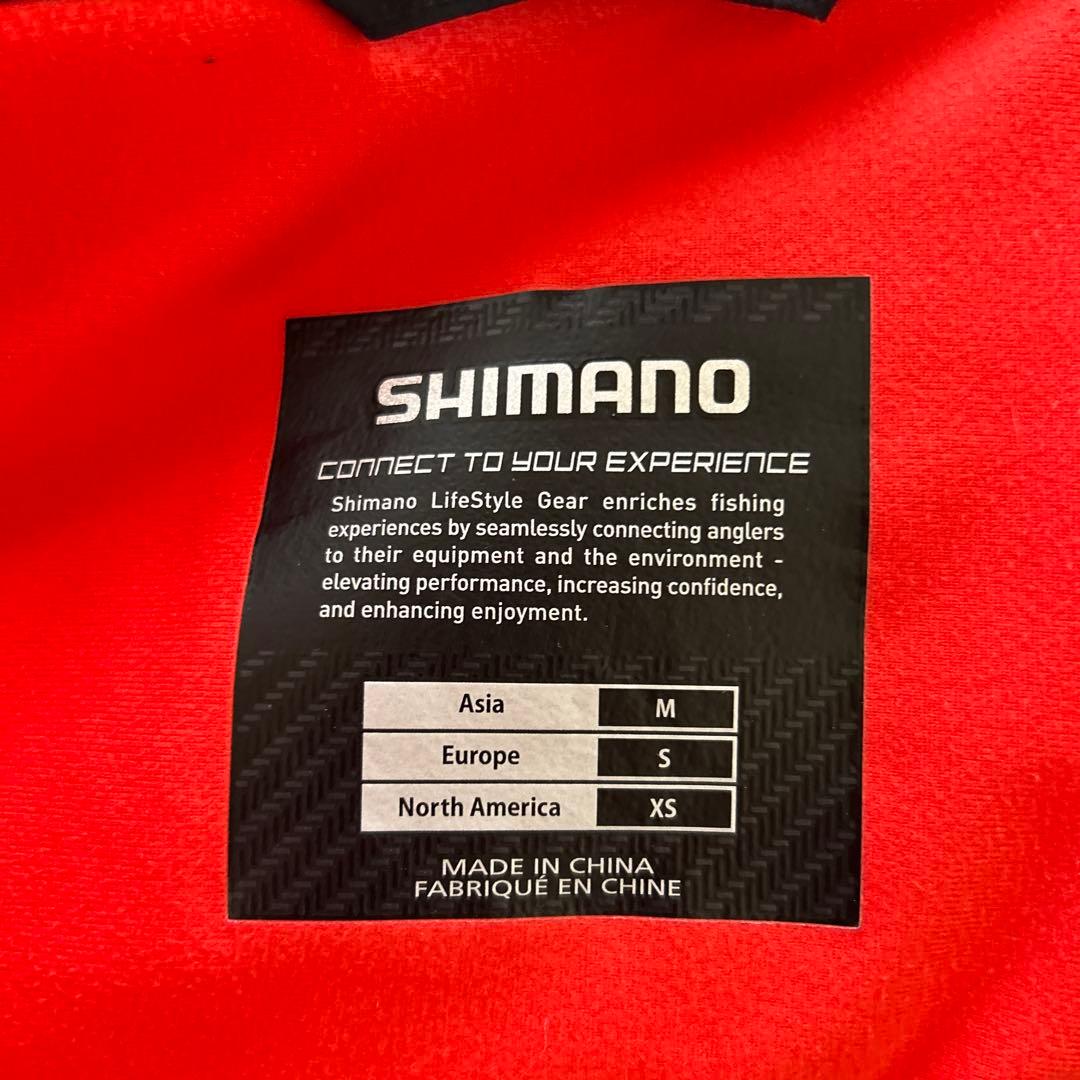 SHIMANO
CONNECT TO YOUR EXPERIENCE
Shimano LifeStyle Gear enriches fishing
experiences by seamlessly connecting anglers
to their equipment and the environment -
elevating performance, increasing confidence,
and enhancing enjoyment.
Asia M
Europe S
North America XS
MADE IN CHINA
FABRIQUÉ EN CHINE